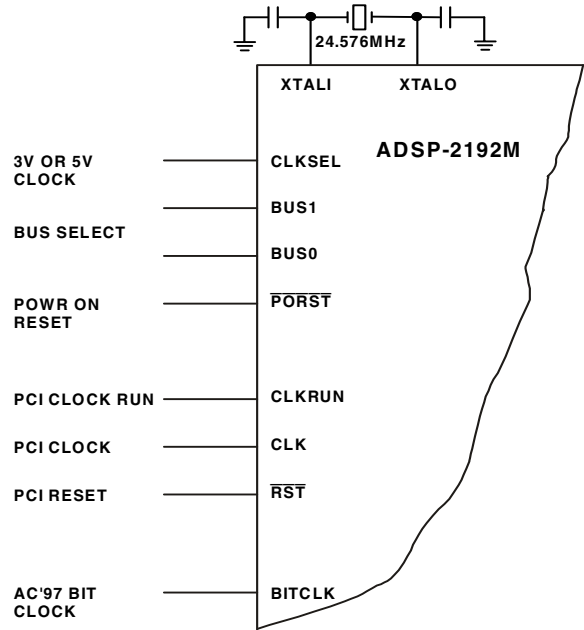 24.576MHz
XTALI XTALO
ADSP-2192M
3V OR 5V
CLOCK
CLKSEL
BUS1
BUS SELECT
BUS0
POWR ON
RESET
PORST
PCI CLOCK RUN
CLKRUN
PCI CLOCK
CLK
PCI RESET
RST
AC'97 BIT
CLOCK
BITCLK